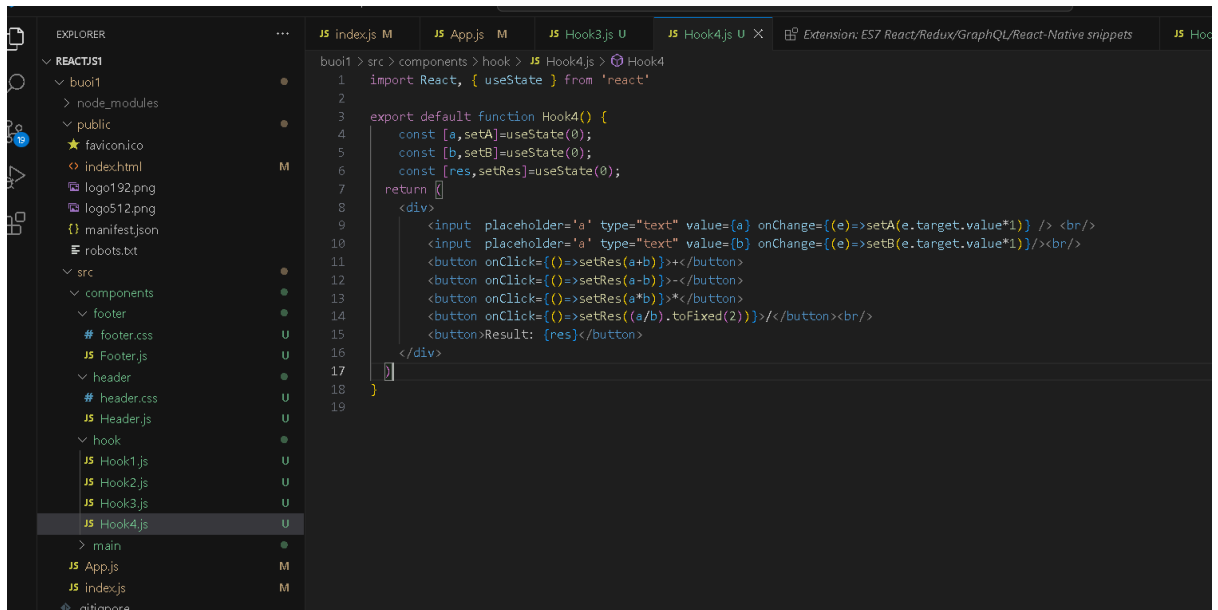 EXPLORER
REACTJS1
buoi1
node_modules
public
favicon.ico
index.html M
logo192.png
logo512.png
manifest.json
robots.txt
src
components
footer
footer.css U
Footer.js U
header
header.css U
Header.js U
hook
Hook1.js U
Hook2.js U
Hook3.js U
Hook4.js U
main
App.js M
index.js M
.gitignore
19
JS index.js M JS App.js M JS Hook3.js U JS Hook4.js U Extension: ES7 React/Redux/GraphQL/React-Native snippets JS Hoo
buoi1 > src > components > hook > JS Hook4.js > Hook4
1 import React, { useState } from 'react'
2
3 export default function Hook4() {
4 const [a,setA]=useState(0);
5 const [b,setB]=useState(0);
6 const [res,setRes]=useState(0);
7 return (
8 <div>
9 <input  placeholder='a' type="text" value={a} onChange={(e)=>setA(e.target.value*1)} /> <br/>
10 <input  placeholder='a' type="text" value={b} onChange={(e)=>setB(e.target.value*1)}/><br/>
11 <button onClick={()=>setRes(a+b)}>+</button>
12 <button onClick={()=>setRes(a-b)}>-</button>
13 <button onClick={()=>setRes(a*b)}>*</button>
14 <button onClick={()=>setRes((a/b).toFixed(2))}>/</button><br/>
15 <button>Result: {res}</button>
16 </div>
17 )
18 }
19